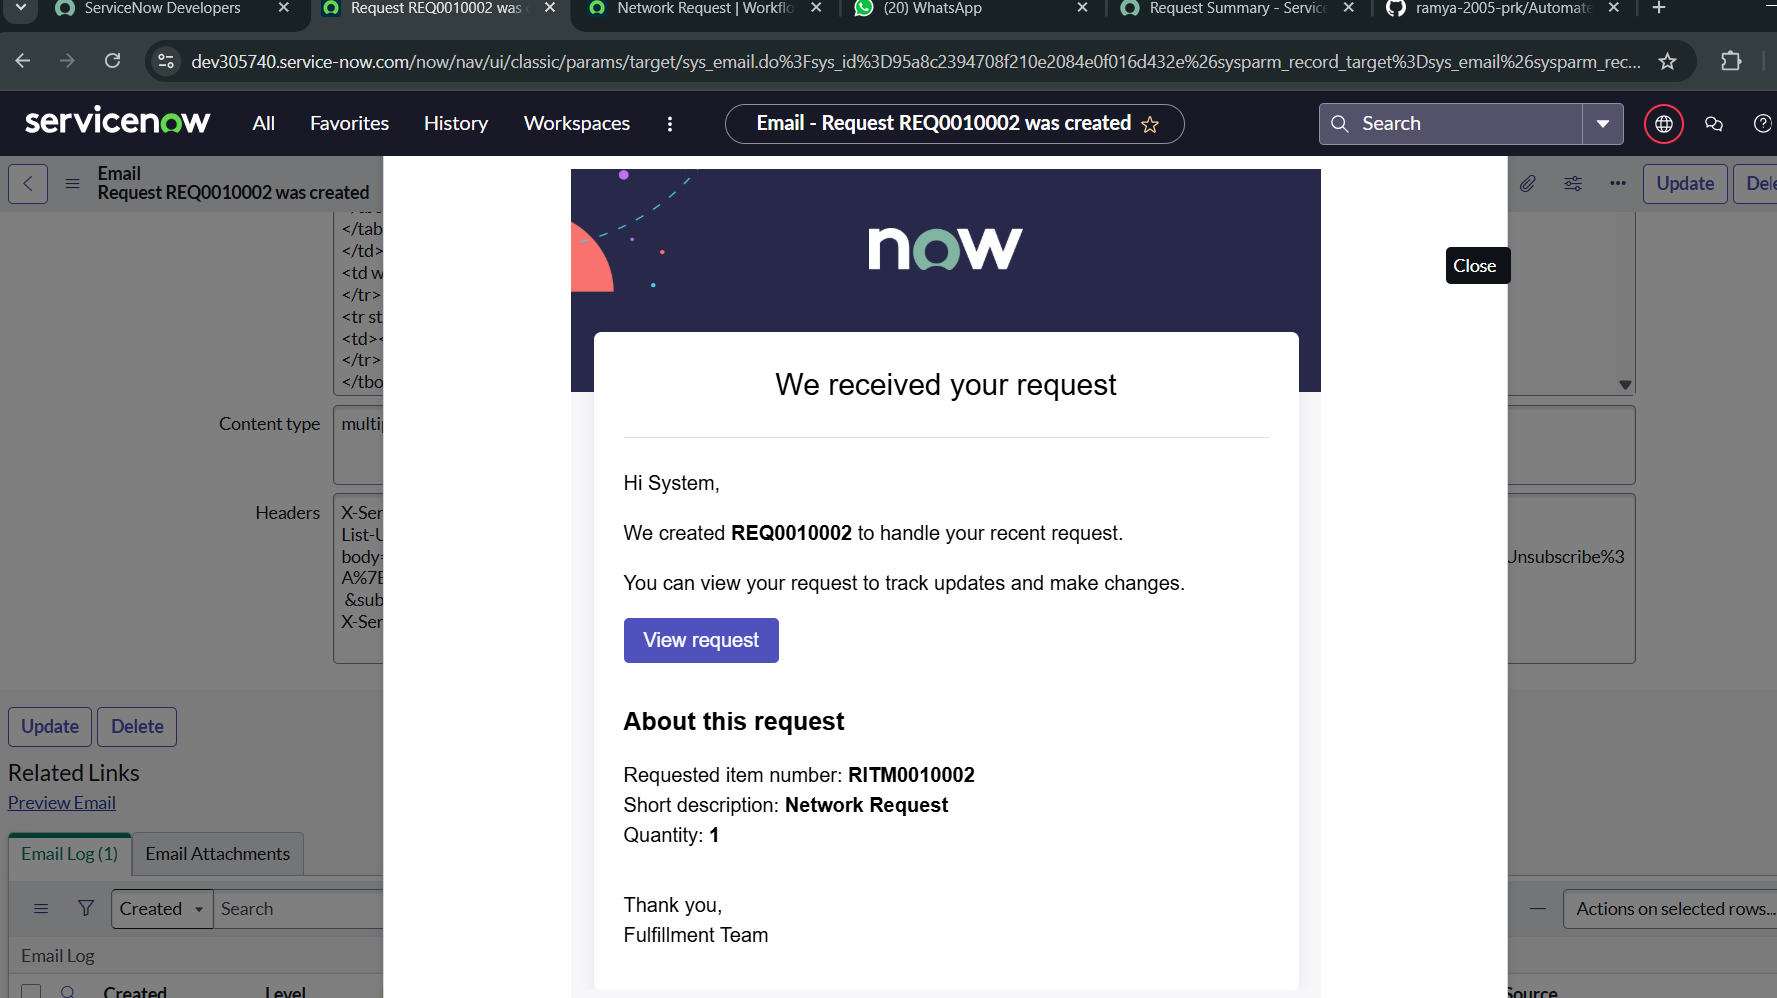 ServiceNow Developers
Request REQ0010002 was
Network Request | Workflo
(20) WhatsApp
Request Summary - Service
ramya-2005-prk/Automate
dev305740.service-now.com/now/nav/ui/classic/params/target/sys_email.do%3Fsys_id%3D95a8c2394708f210e2084e0f016d432e%26sysparm_record_target%3Dsys_email%26sysparm_rec...
servicenow
All
Favorites
History
Workspaces
Email - Request REQ0010002 was created
Search
Email
Request REQ0010002 was created
Update
Dele
</tab
</td>
<td w
</tr>
<tr st
<td><
</tr>
</tbo
Content type
multi
Headers
X-Ser
List-U
body=
A%7E
&sub
X-Ser
Unsubscribe%3
now
Close
We received your request
Hi System,
We created REQ0010002 to handle your recent request.
You can view your request to track updates and make changes.
View request
About this request
Requested item number: RITM0010002
Short description: Network Request
Quantity: 1
Thank you,
Fulfillment Team
Update
Delete
Related Links
Preview Email
Email Log (1)
Email Attachments
Created
Search
Actions on selected rows...
Email Log
Created
Level
Source